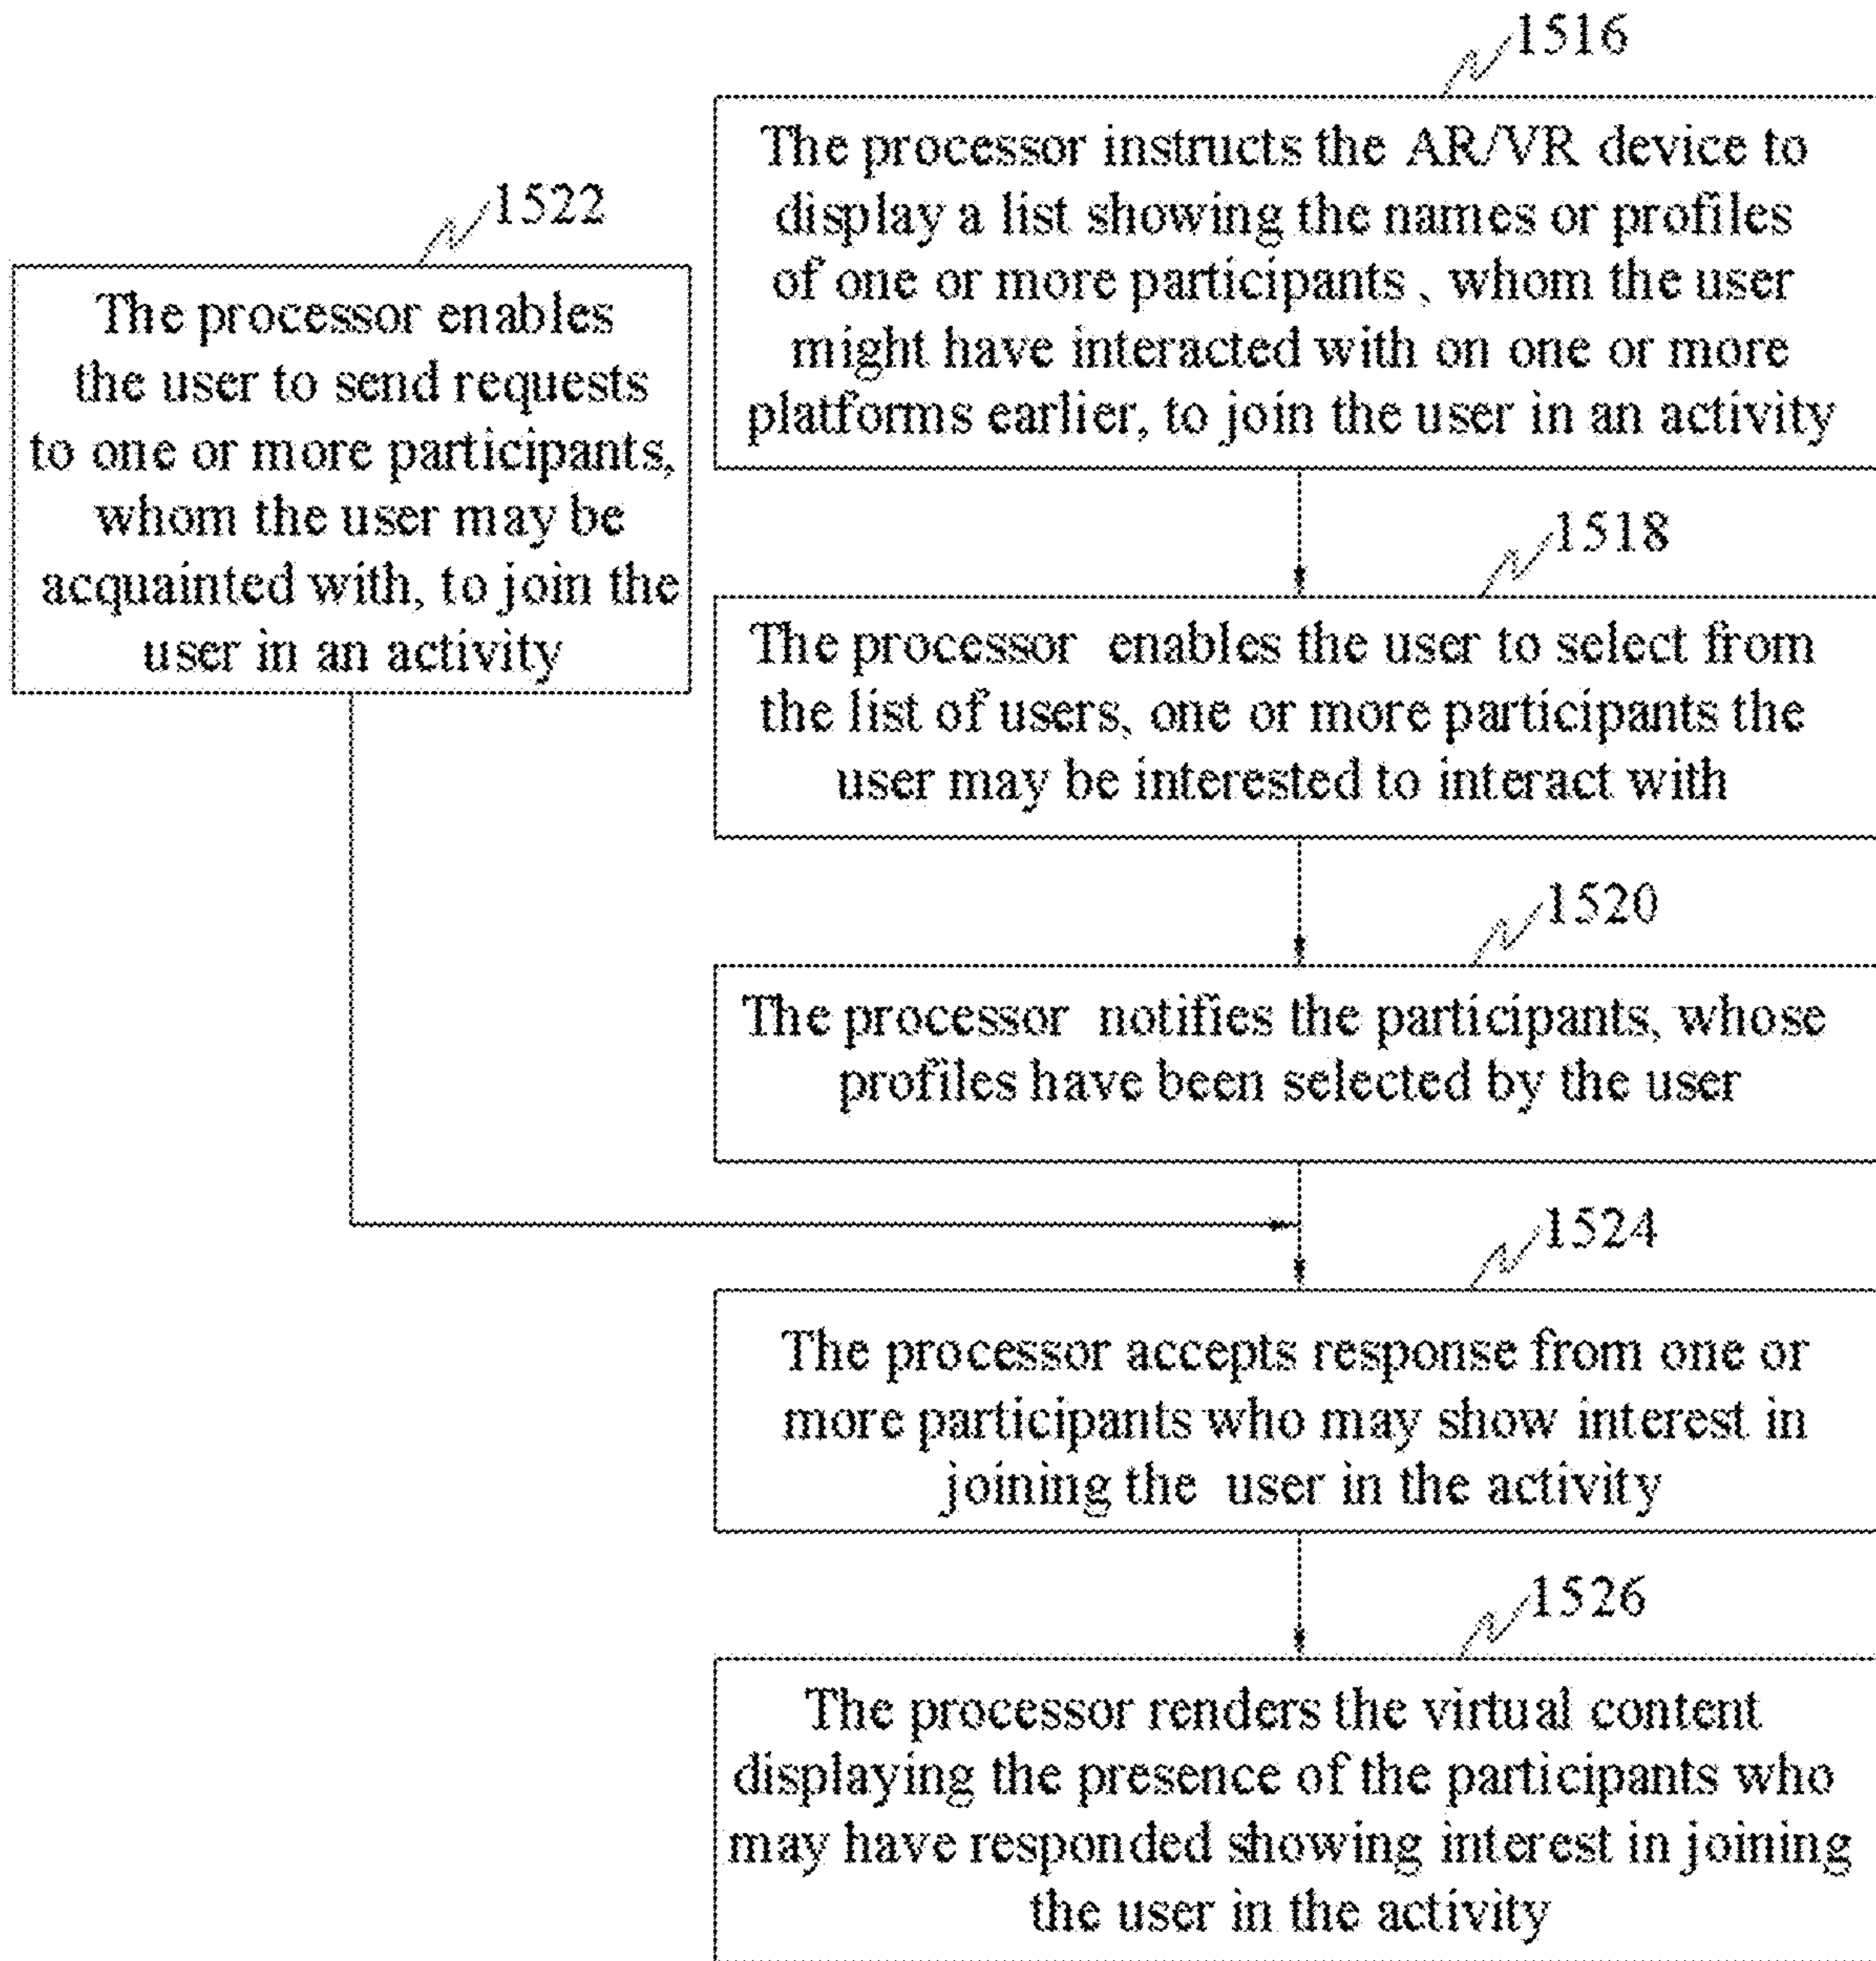 1516
The processor instructs the AR/VR device to
display a list showing the names or profiles
of one or more participants , whom the user
might have interacted with on one or more
platforms earlier, to join the user in an activity
1522
The processor enables
the user to send requests
to one or more participants,
whom the user may be
acquainted with, to join the
user in an activity
1518
The processor enables the user to select from
the list of users, one or more participants the
user may be interested to interact with
1520
The processor notifies the participants, whose
profiles have been selected by the user
1524
The processor accepts response from one or
more participants who may show interest in
joining the user in the activity
1526
The processor renders the virtual content
displaying the presence of the participants who
may have responded showing interest in joining
the user in the activity